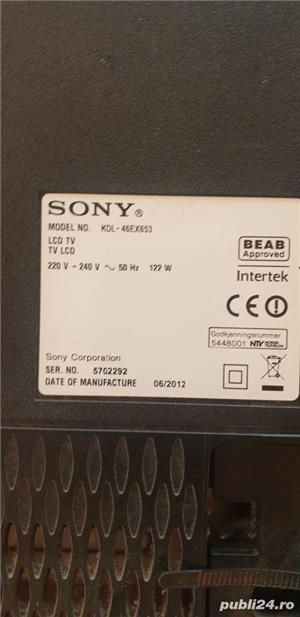 SONY®
MODEL NO. KDL-46EX653
LCD TV
TV LCD
220 V - 240 V ~ 50 Hz 122 W
BEAB
Approved
Intertek
CE
Godkjenningsnummer
5448001 NTV
Sony Corporation
SER. NO. 5702292
DATE OF MANUFACTURE 06/2012
publi24.ro